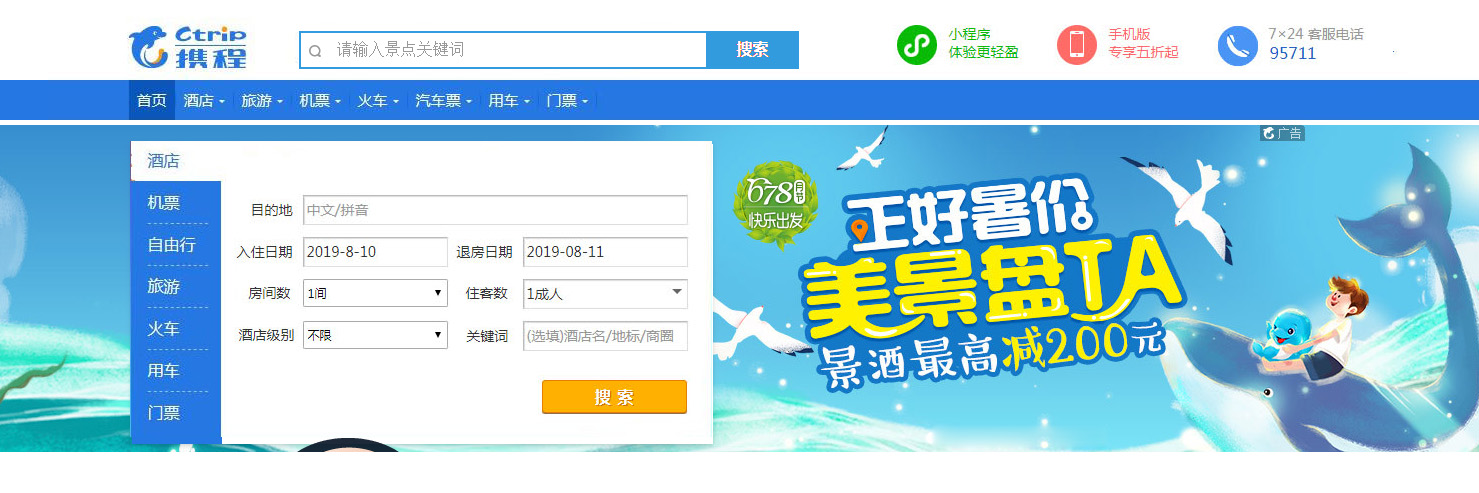 Ctrip
携程
请输入景点关键词
搜索
小程序
体验更轻盈
手机版
专享五折起
7×24 客服电话
95711
首页 酒店 旅游 机票 火车 汽车票 用车 门票
广告
酒店
机票
自由行
旅游
火车
用车
门票
目的地 中文/拼音
入住日期 2019-8-10 退房日期 2019-08-11
房间数 1间 住客数 1成人
酒店级别 不限 关键词 (选填)酒店名/地标/商圈
搜 索
678
快乐出发
正好暑价
美景盘TA
景酒最高减200元